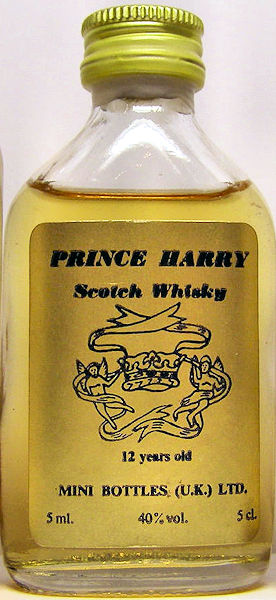 PRINCE HARRY
Scotch Whisky
12 years old
MINI BOTTLES (U.K.) LTD.
5 ml. 40% vol. 5 cl.